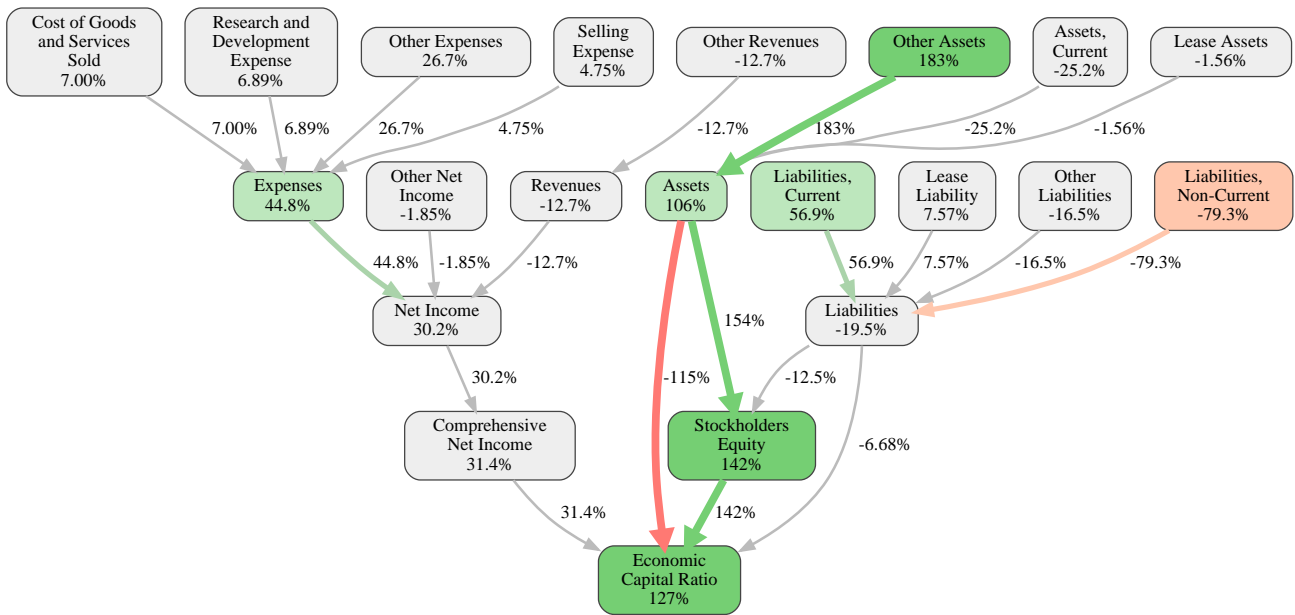 Cost of Goods
and Services
Sold
7.00%
Research and
Development
Expense
6.89%
Other Expenses
26.7%
Selling
Expense
4.75%
Other Revenues
-12.7%
Other Assets
183%
Assets,
Current
-25.2%
Lease Assets
-1.56%
7.00%
6.89%
26.7%
4.75%
-12.7%
183%
-25.2%
-1.56%
Expenses
44.8%
Other Net
Income
-1.85%
Revenues
-12.7%
Assets
106%
Liabilities,
Current
56.9%
Lease
Liability
7.57%
Other
Liabilities
-16.5%
Liabilities,
Non-Current
-79.3%
44.8%
-1.85%
-12.7%
56.9%
7.57%
-16.5%
-79.3%
Net Income
30.2%
154%
Liabilities
-19.5%
30.2%
-115%
-12.5%
Comprehensive
Net Income
31.4%
Stockholders
Equity
142%
-6.68%
31.4%
142%
Economic
Capital Ratio
127%